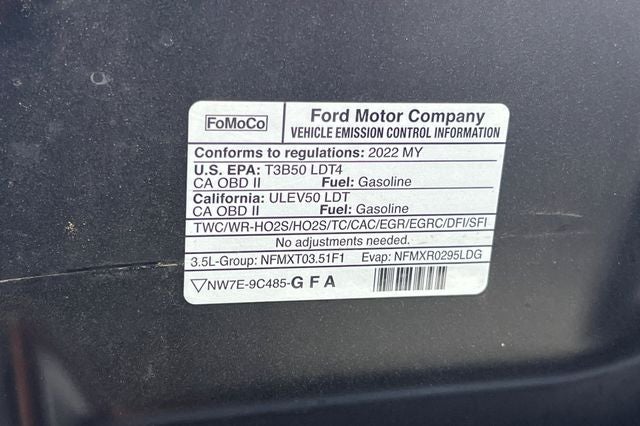 FoMoCo
Ford Motor Company
VEHICLE EMISSION CONTROL INFORMATION
Conforms to regulations: 2022 MY
U.S. EPA: T3B50 LDT4
CA OBD II Fuel: Gasoline
California: ULEV50 LDT
CA OBD II Fuel: Gasoline
TWC/WR-HO2S/HO2S/TC/CAC/EGR/EGRC/DFI/SFI
No adjustments needed.
3.5L-Group: NFMXT03.51F1 Evap: NFMXR0295LDG
NW7E-9C485-G F A